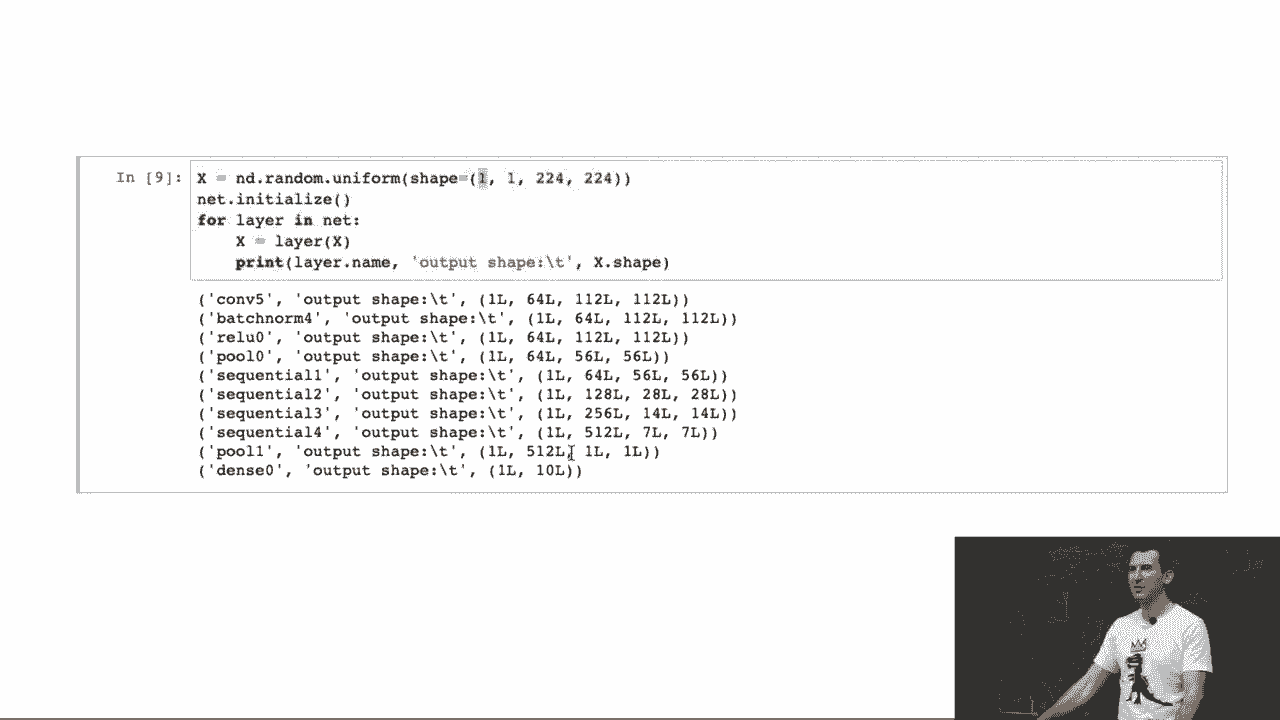 In [9]: X = nd.random.uniform(shape=(1, 1, 224, 224))
net.initialize()
for layer in net:
    X = layer(X)
    print(layer.name, 'output shape:\t', X.shape)
('conv5', 'output shape:\t', (1L, 64L, 112L, 112L))
('batchnorm4', 'output shape:\t', (1L, 64L, 112L, 112L))
('relu0', 'output shape:\t', (1L, 64L, 112L, 112L))
('pool0', 'output shape:\t', (1L, 64L, 56L, 56L))
('sequential1', 'output shape:\t', (1L, 64L, 56L, 56L))
('sequential2', 'output shape:\t', (1L, 128L, 28L, 28L))
('sequential3', 'output shape:\t', (1L, 256L, 14L, 14L))
('sequential4', 'output shape:\t', (1L, 512L, 7L, 7L))
('pool1', 'output shape:\t', (1L, 512L, 1L, 1L))
('dense0', 'output shape:\t', (1L, 10L))